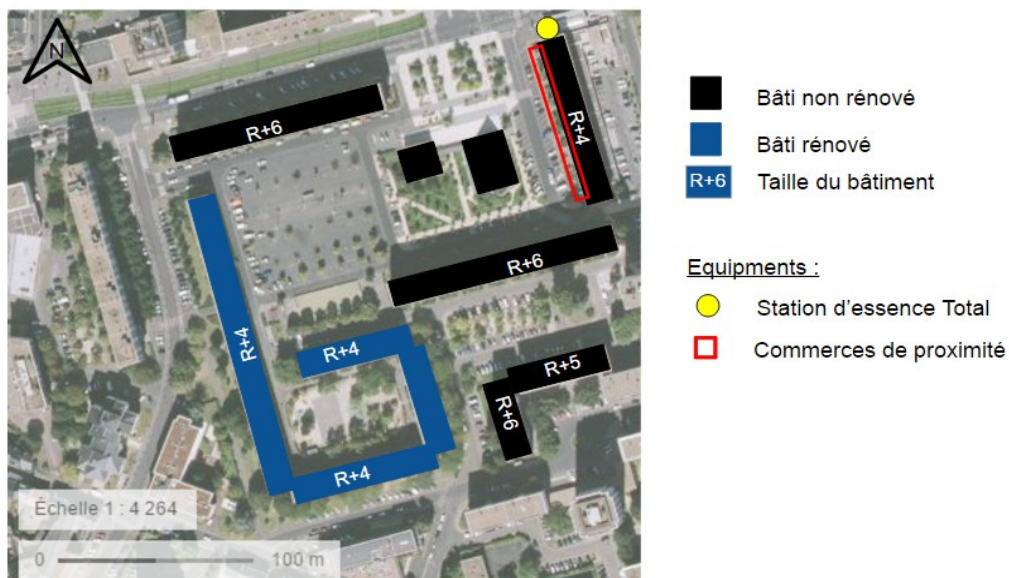 N
R+6
R+4
R+6
R+4
R+4
R+5
R+6
R+4
Échelle 1 : 4 264
0 100 m
Bâti non rénové
Bâti rénové
R+6 Taille du bâtiment
Equipments :
Station d'essence Total
Commerces de proximité